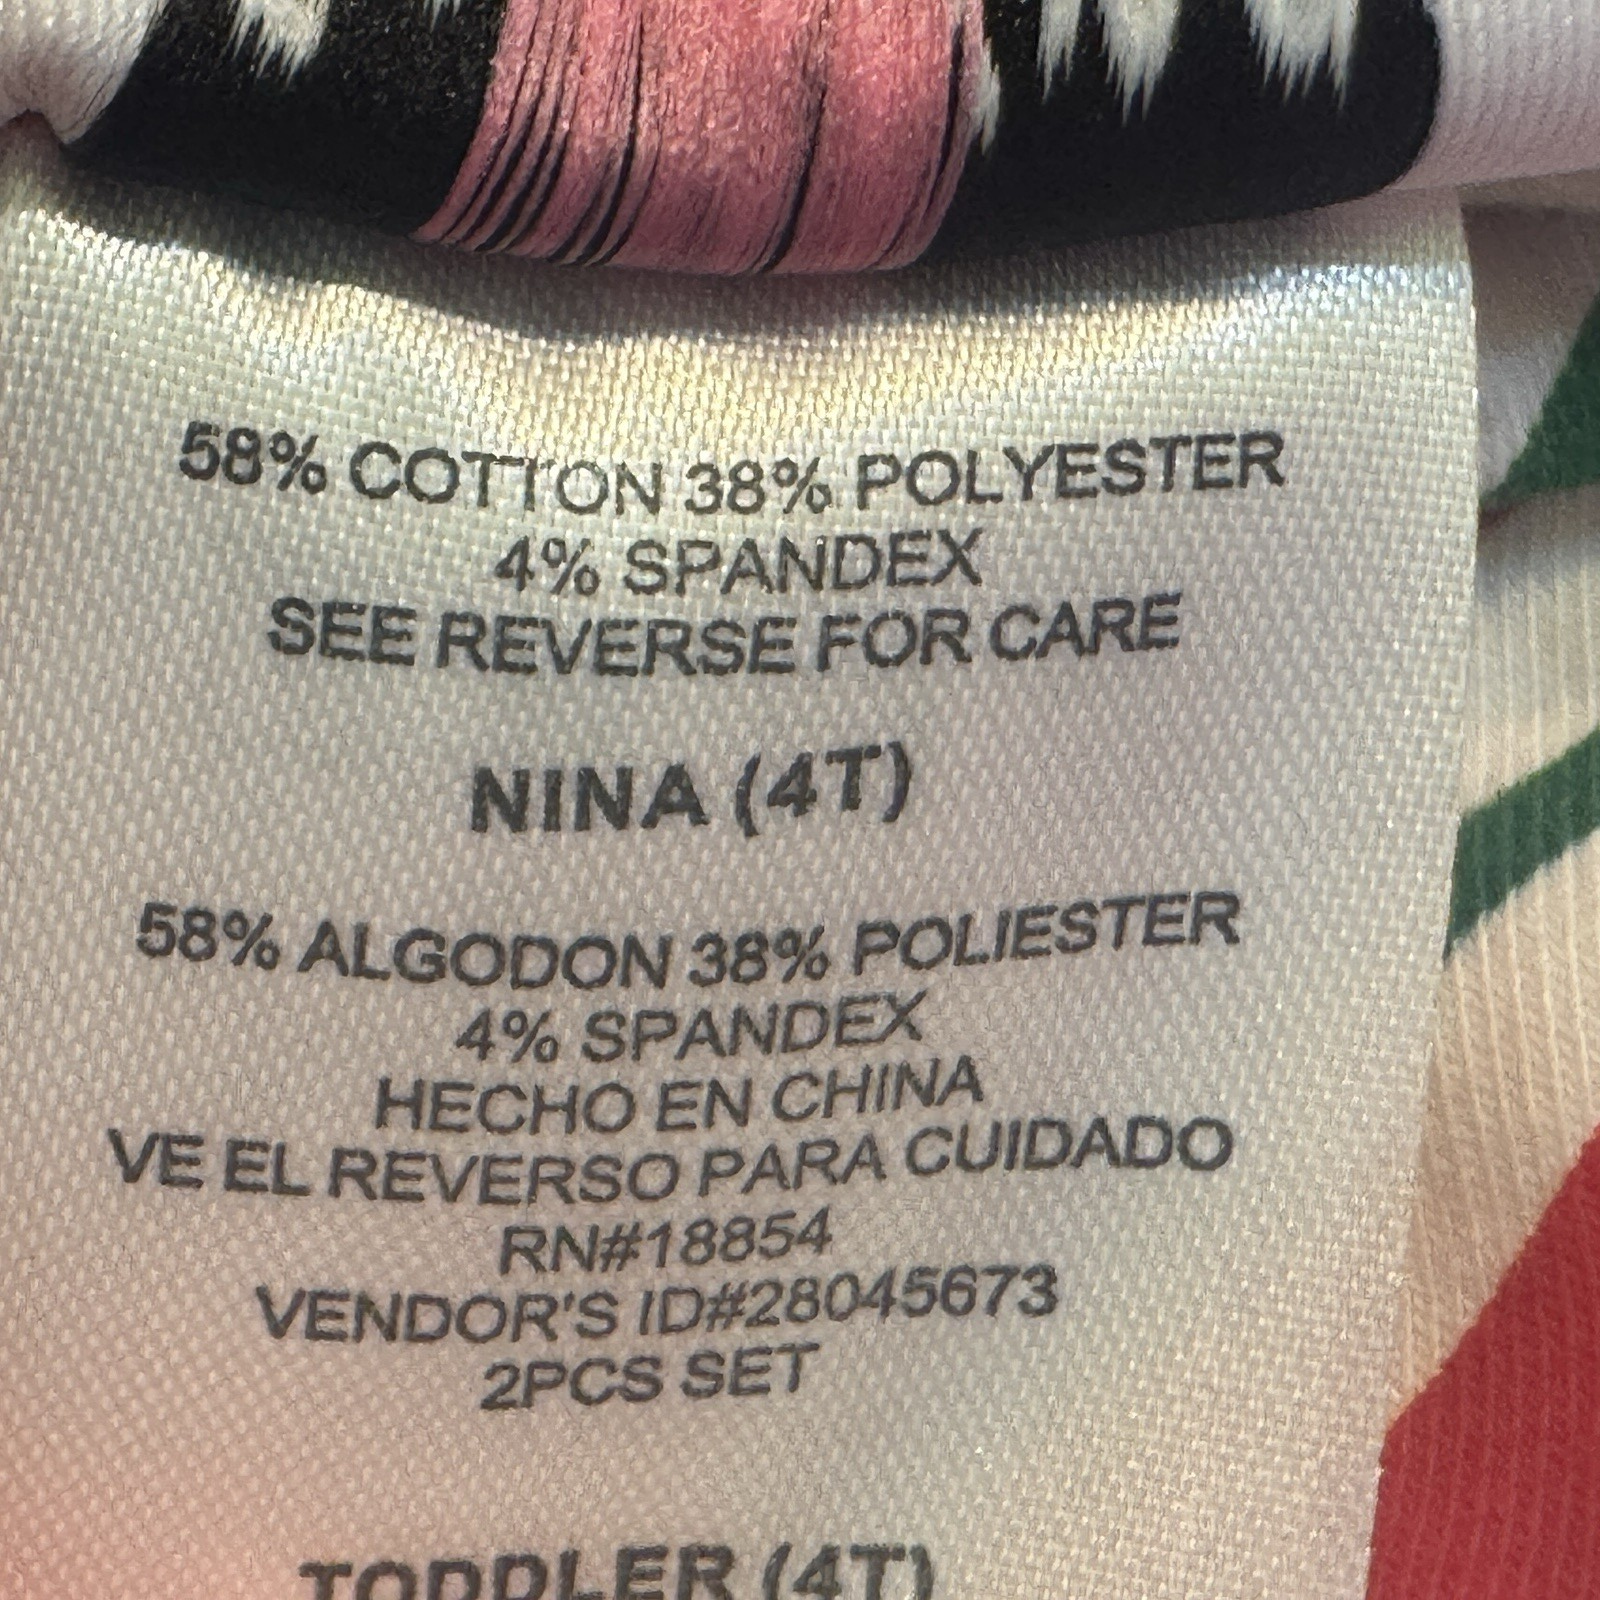 58% COTTON 38% POLYESTER
4% SPANDEX
SEE REVERSE FOR CARE
NINA (4T)
58% ALGODON 38% POLIESTER
4% SPANDEX
HECHO EN CHINA
VE EL REVERSO PARA CUIDADO
RN#18854
VENDOR'S ID#28045673
2PCS SET
TODDLER (4T)